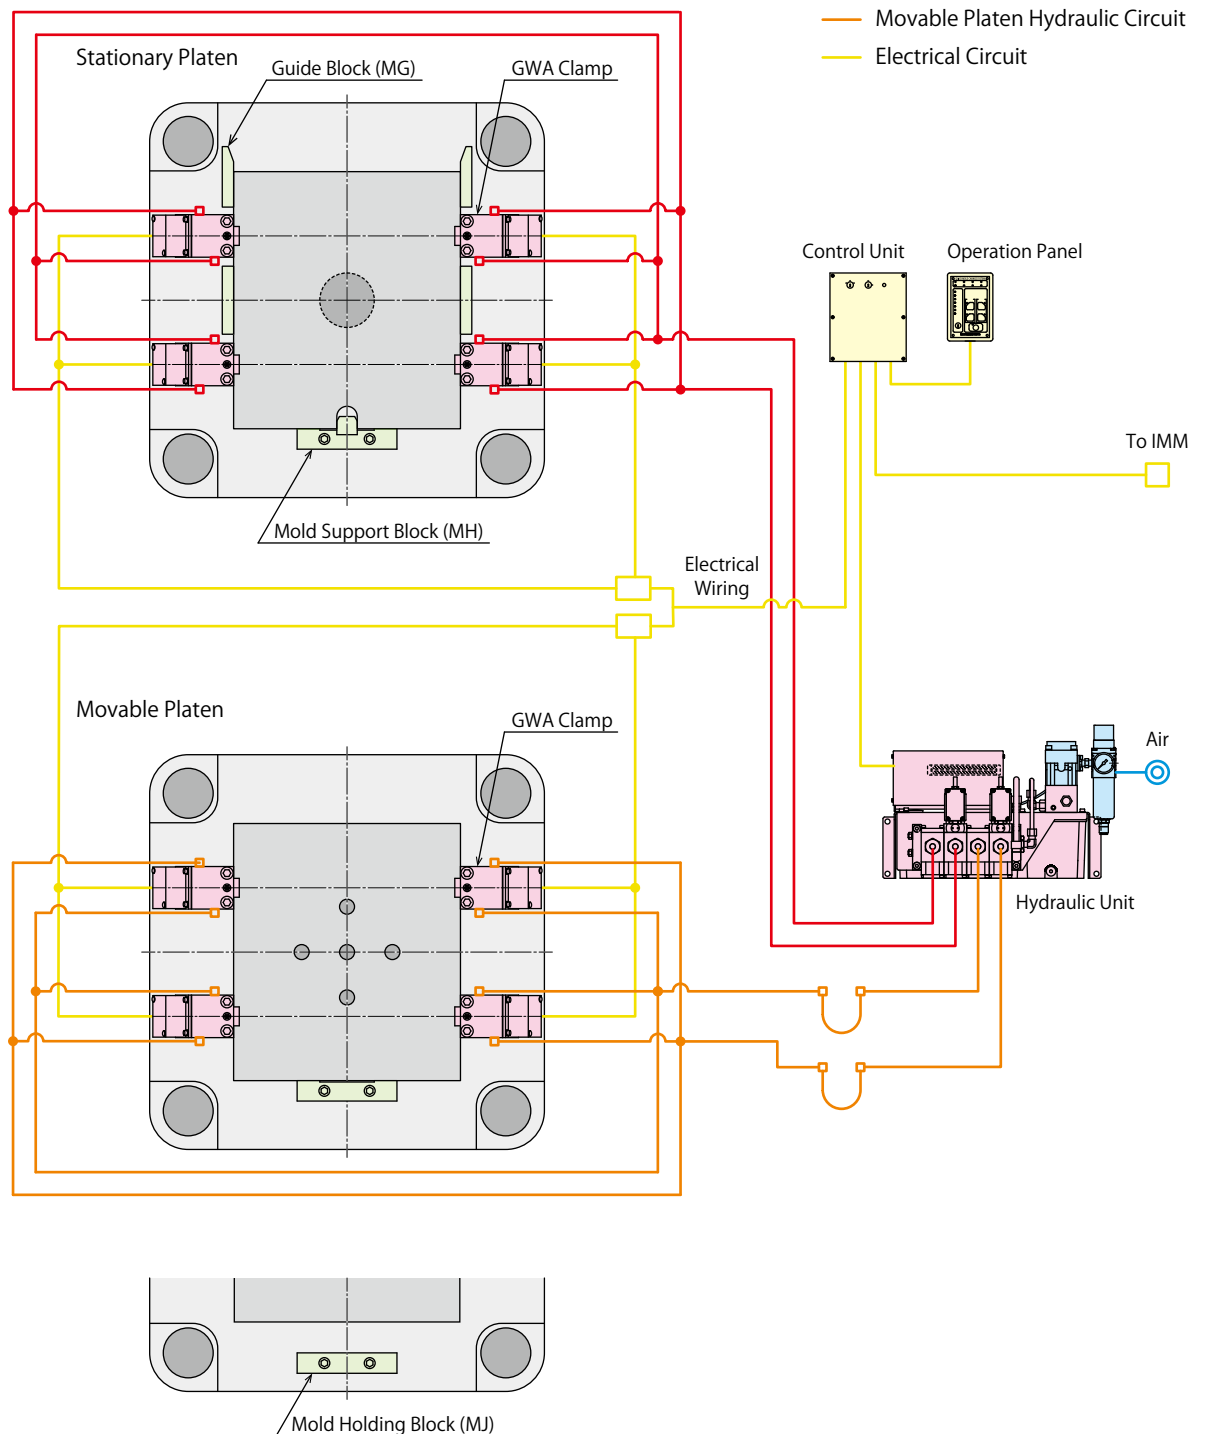 Movable Platen Hydraulic Circuit
Electrical Circuit
Stationary Platen
Guide Block (MG)
GWA Clamp
Control Unit
Operation Panel
To IMM
Mold Support Block (MH)
Electrical
Wiring
Movable Platen
GWA Clamp
Air
Hydraulic Unit
Mold Holding Block (MJ)